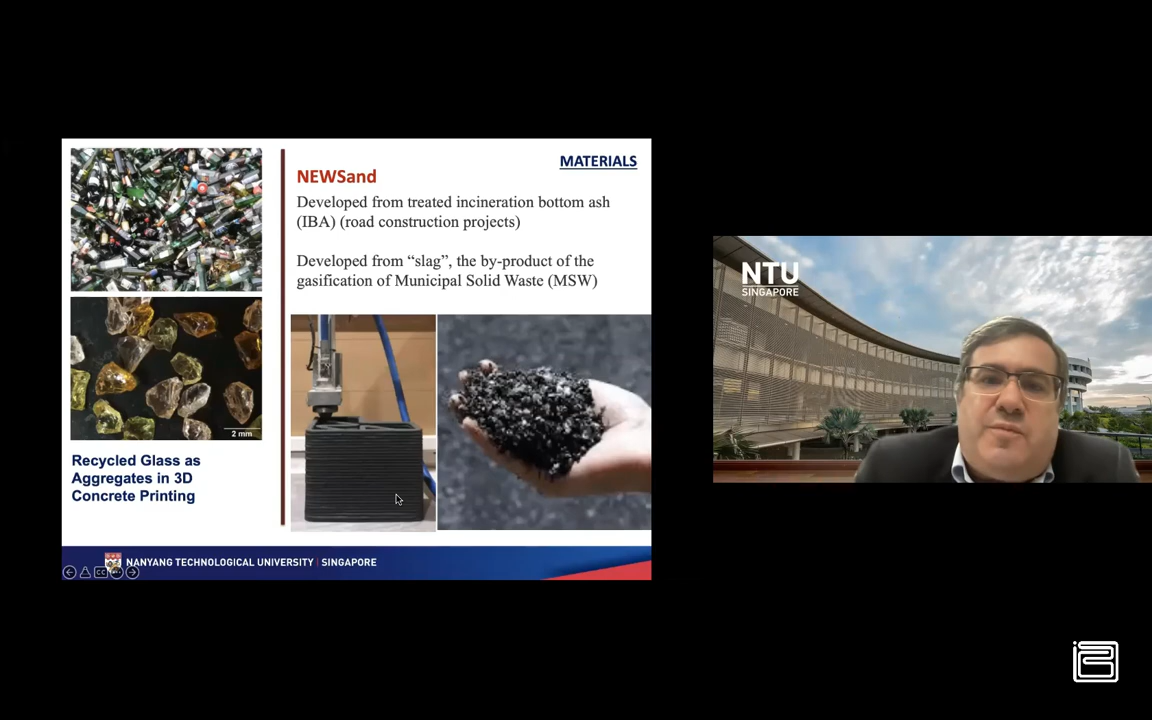 MATERIALS
NEWSand
Developed from treated incineration bottom ash
(IBA) (road construction projects)
Developed from “slag”, the by-product of the
gasification of Municipal Solid Waste (MSW)
2 mm
Recycled Glass as
Aggregates in 3D
Concrete Printing
NANYANG TECHNOLOGICAL UNIVERSITY | SINGAPORE
CC
NTU
SINGAPORE